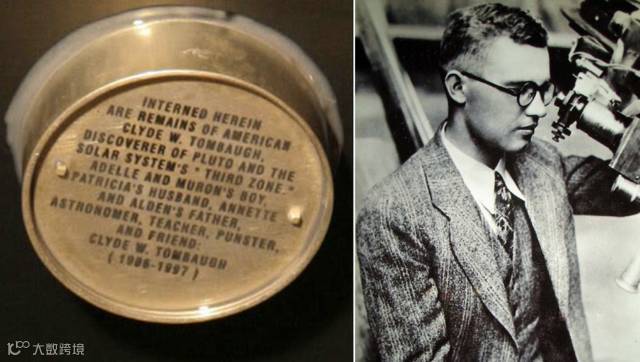 INTERNED HEREIN
ARE REMAINS OF AMERICAN
CLYDE W. TOMBAUGH,
DISCOVERER OF PLUTO AND THE
SOLAR SYSTEM'S "THIRD ZONE."
ADELLE AND MURON'S BOY,
PATRICIA'S HUSBAND, ANNETTE
AND ALDEN'S FATHER,
ASTRONOMER, TEACHER, PUNSTER,
AND FRIEND:
CLYDE W. TOMBAUGH
(1906-1997)
大数跨境